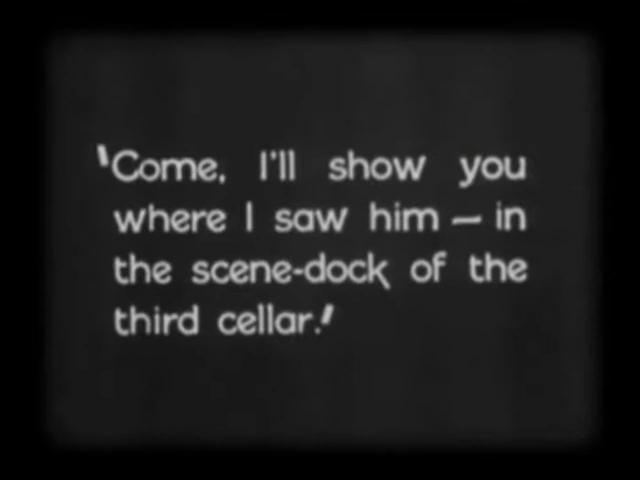 'Come, I'll show you
where I saw him — in
the scene-dock of the
third cellar.'